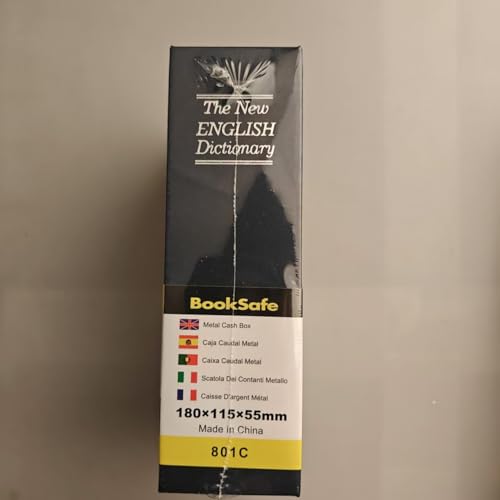 The New
ENGLISH
Dictionary
BookSafe
Metal Cash Box
Caja Caudal Metal
Caixa Caudal Metal
Scatola Dei Contanti Metallo
Caisse D'argent Métal
180×115×55mm
Made in China
801C